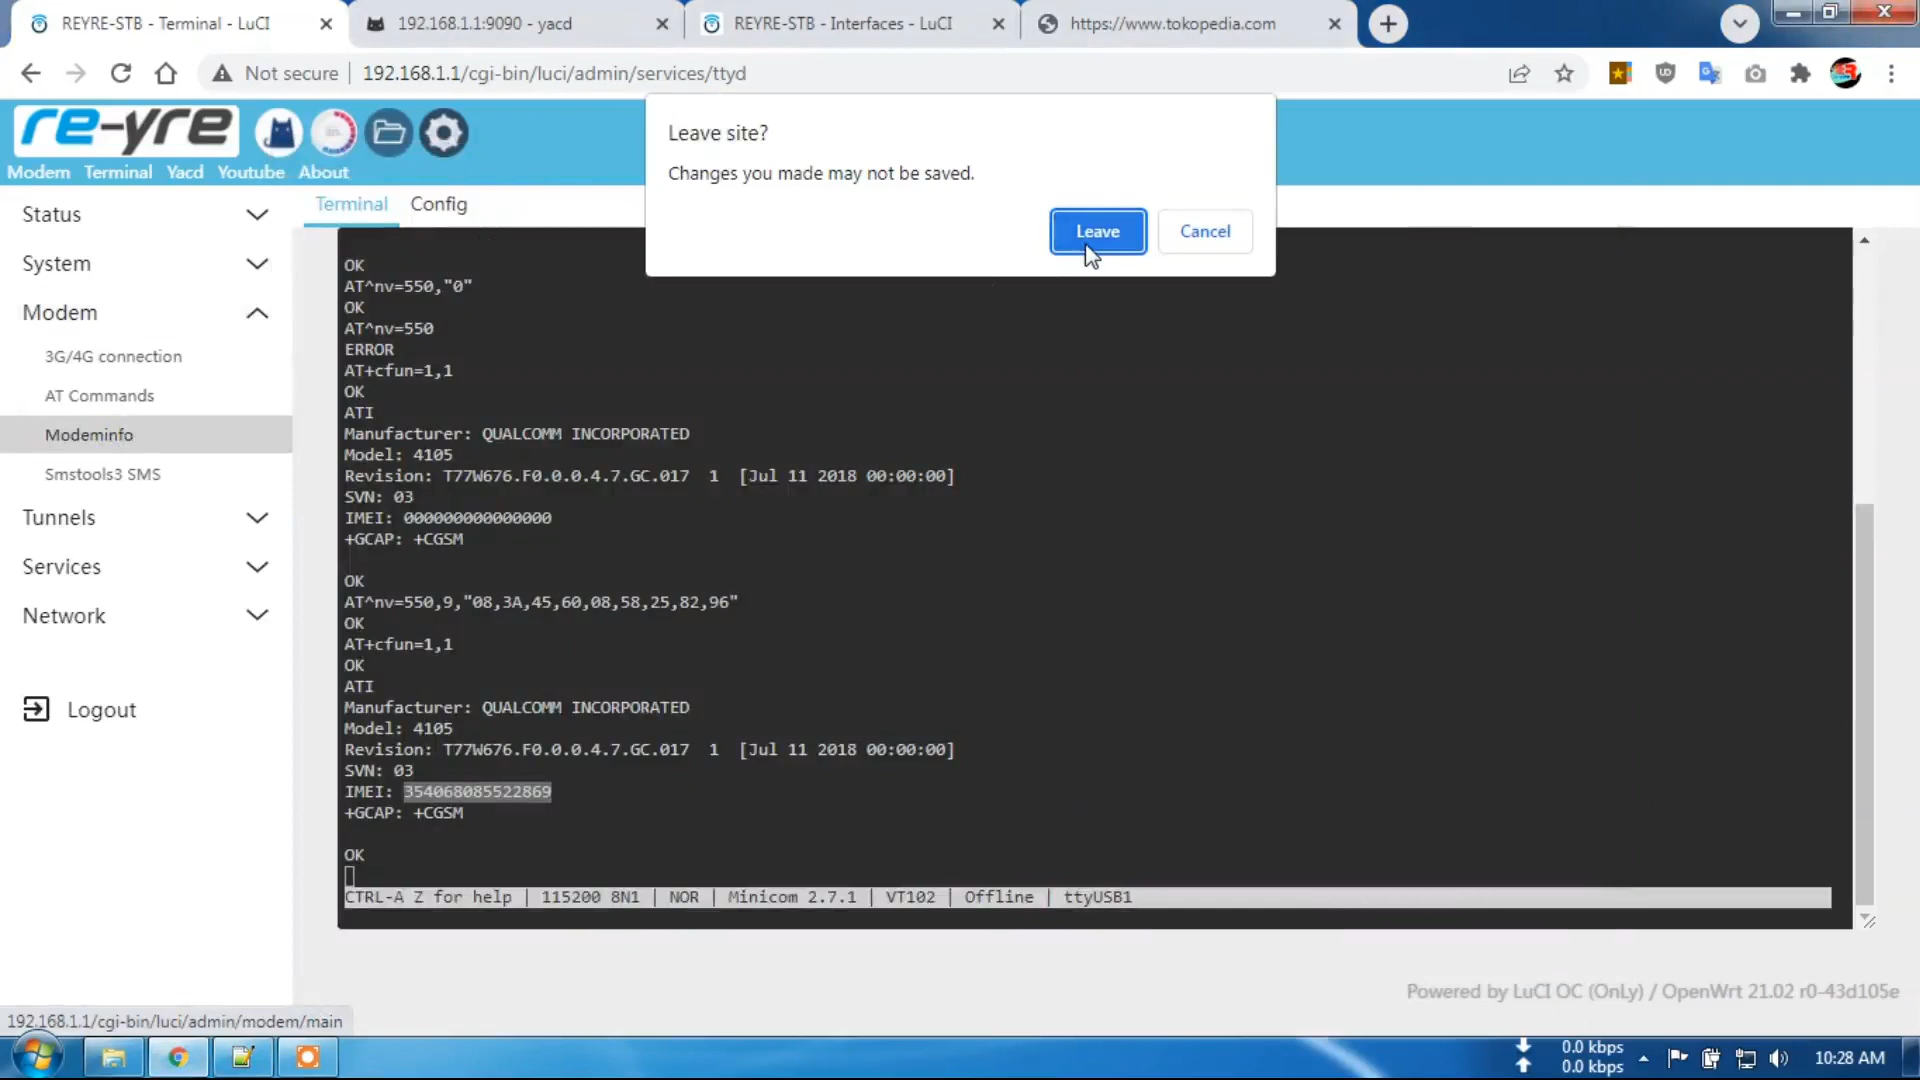 REYRE-STB - Terminal - LuCI
192.168.1.1:9090 - yacd
REYRE-STB - Interfaces - LuCI
https://www.tokopedia.com
Not secure
192.168.1.1/cgi-bin/luci/admin/services/ttyd
re-yre
Modem Terminal Yacd Youtube About
Leave site?
Changes you made may not be saved.
Leave
Cancel
Status
System
Modem
3G/4G connection
AT Commands
Modeminfo
Smstools3 SMS
Tunnels
Services
Network
Logout
Terminal
Config
OK
AT^nv=550,"0"
OK
AT^nv=550
ERROR
AT+cfun=1,1
OK
ATI
Manufacturer: QUALCOMM INCORPORATED
Model: 4105
Revision: T77W676.F0.0.0.4.7.GC.017  1  [Jul 11 2018 00:00:00]
SVN: 03
IMEI: 000000000000000
+GCAP: +CGSM
OK
AT^nv=550,9,"08,3A,45,60,08,58,25,82,96"
OK
AT+cfun=1,1
OK
ATI
Manufacturer: QUALCOMM INCORPORATED
Model: 4105
Revision: T77W676.F0.0.0.4.7.GC.017  1  [Jul 11 2018 00:00:00]
SVN: 03
IMEI: 354068085522869
+GCAP: +CGSM
OK
CTRL-A Z for help | 115200 8N1 | NOR | Minicom 2.7.1 | VT102 | Offline | ttyUSB1
Powered by LuCI OC (OnLy) / OpenWrt 21.02 r0-43d105e
192.168.1.1/cgi-bin/luci/admin/modem/main
0.0 kbps
0.0 kbps
10:28 AM